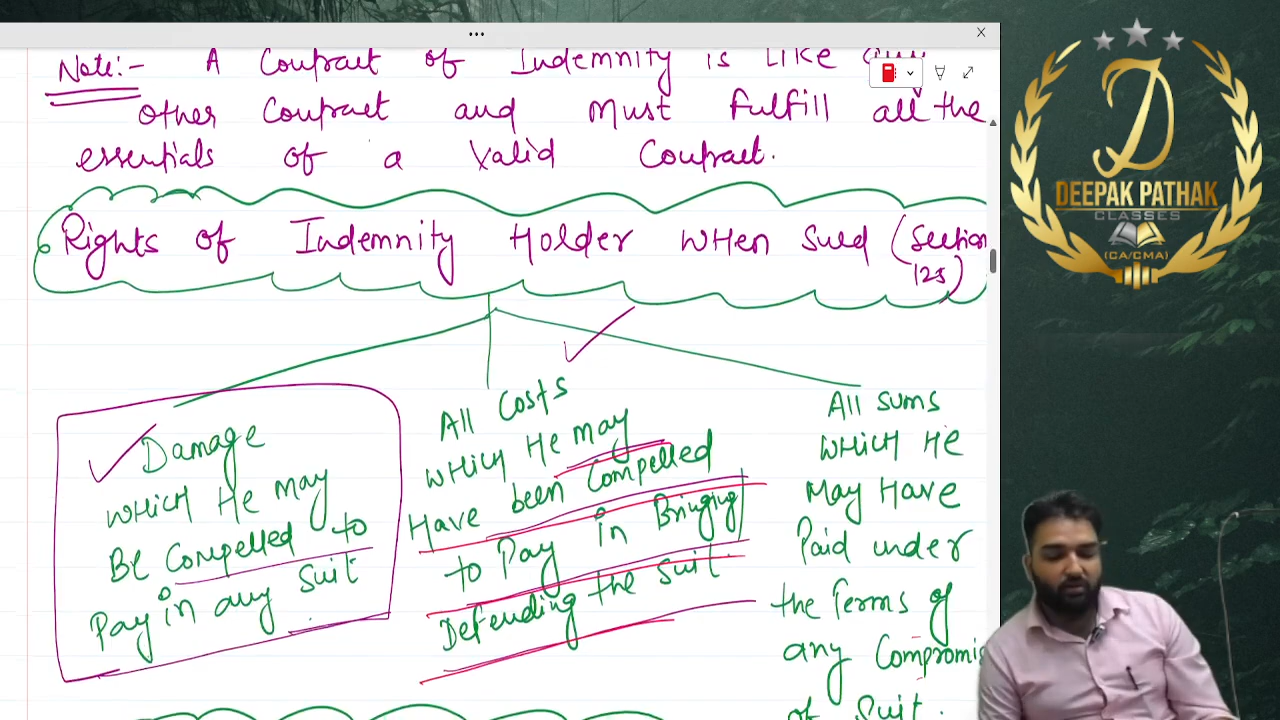 Note:- A Contract of Indemnity is Like any
other Contract and Must Fulfill all the
essentials of a Valid Contract.
Rights of Indemnity Holder When Sued (Section
125)
Damage
which He may
Be Compelled to
Pay in any Suit
All Costs
which He may
Have been Compelled
to Pay in Bringing/
Defending the Suit.
All sums
which He
May Have
Paid under
the Terms of
any Compromis
of Suit.
D
DEEPAK PATHAK
CLASSES
(CA/CMA)